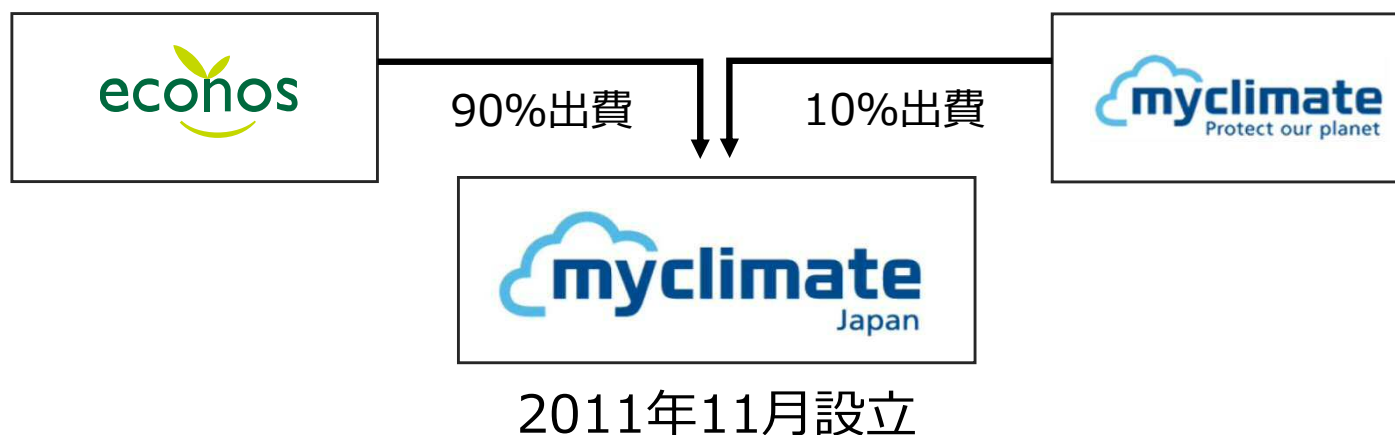 econos
90%出費
10%出費
myclimate
Protect our planet
myclimate
Japan
2011年11月設立